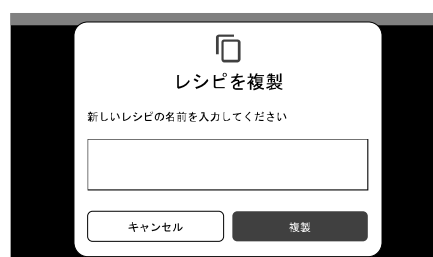 レシピを複製
新しいレシピの名前を入力してください
キャンセル
複製